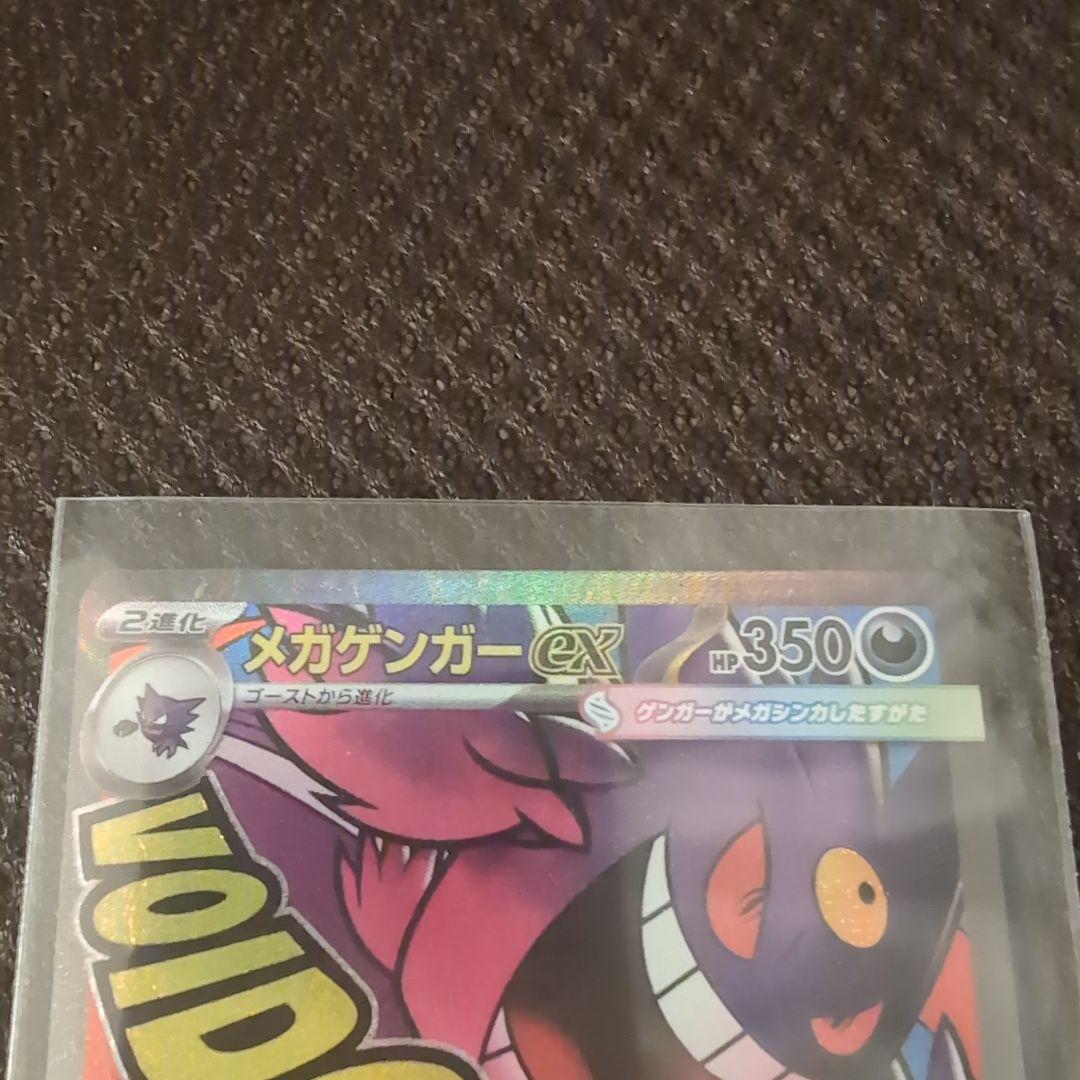 2進化
メガゲンガーex HP350
ゴーストから進化
ゲンガーがメガシンカしたすがた
VOID